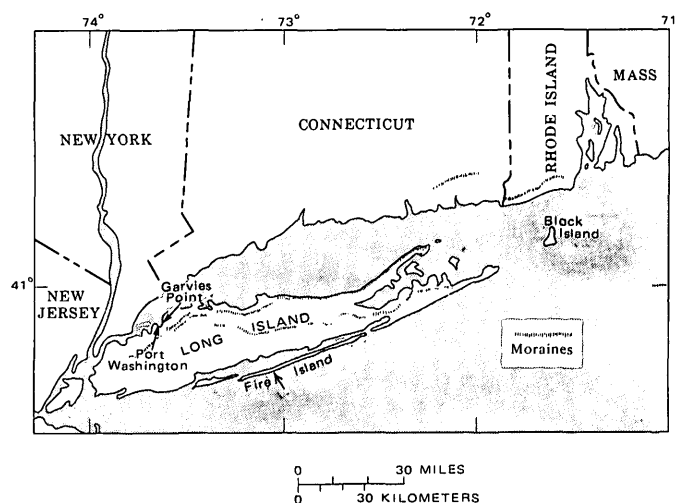 74° 73° 72° 71
NEW YORK
CONNECTICUT
RHODE ISLAND
MASS
Block
Island
41°
NEW
JERSEY
Garvies
Point
LONG ISLAND
Port
Washington
Fire Island
Moraines
0 30 MILES
0 30 KILOMETERS